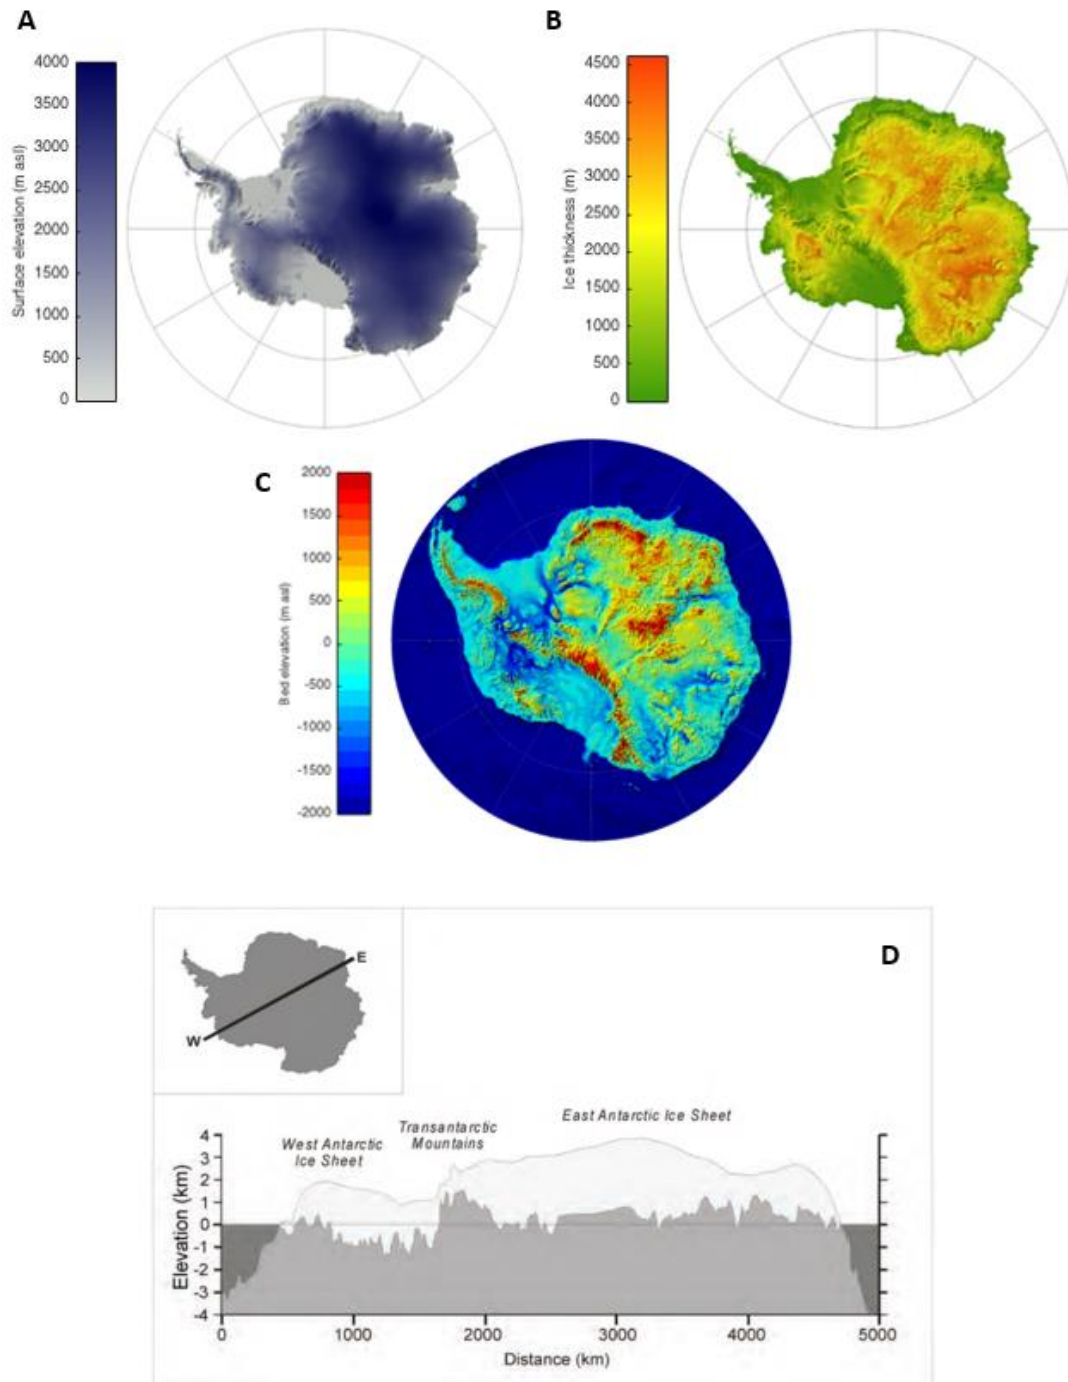 A
Surface elevation (m asl)
4000
3500
3000
2500
2000
1500
1000
500
0
B
Ice thickness (m)
4500
4000
3500
3000
2500
2000
1500
1000
500
0
C
Bed elevation (m asl)
2000
1500
1000
500
0
-500
-1000
-1500
-2000
D
E
W
East Antarctic Ice Sheet
Transantarctic
Mountains
West Antarctic
Ice Sheet
Elevation (km)
4
3
2
1
0
-1
-2
-3
-4
0 1000 2000 3000 4000 5000
Distance (km)